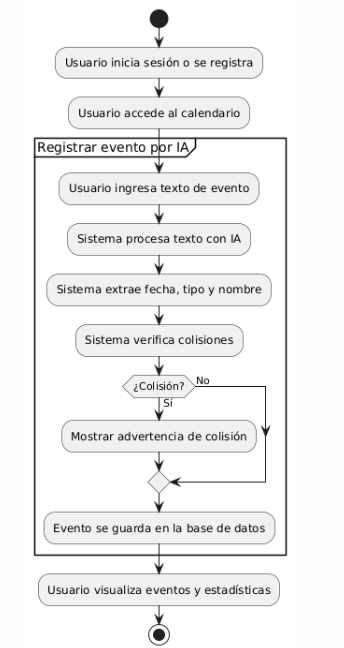 Usuario inicia sesión o se registra
Usuario accede al calendario
Registrar evento por IA
Usuario ingresa texto de evento
Sistema procesa texto con IA
Sistema extrae fecha, tipo y nombre
Sistema verifica colisiones
¿Colisión?
No
Sí
Mostrar advertencia de colisión
Evento se guarda en la base de datos
Usuario visualiza eventos y estadísticas